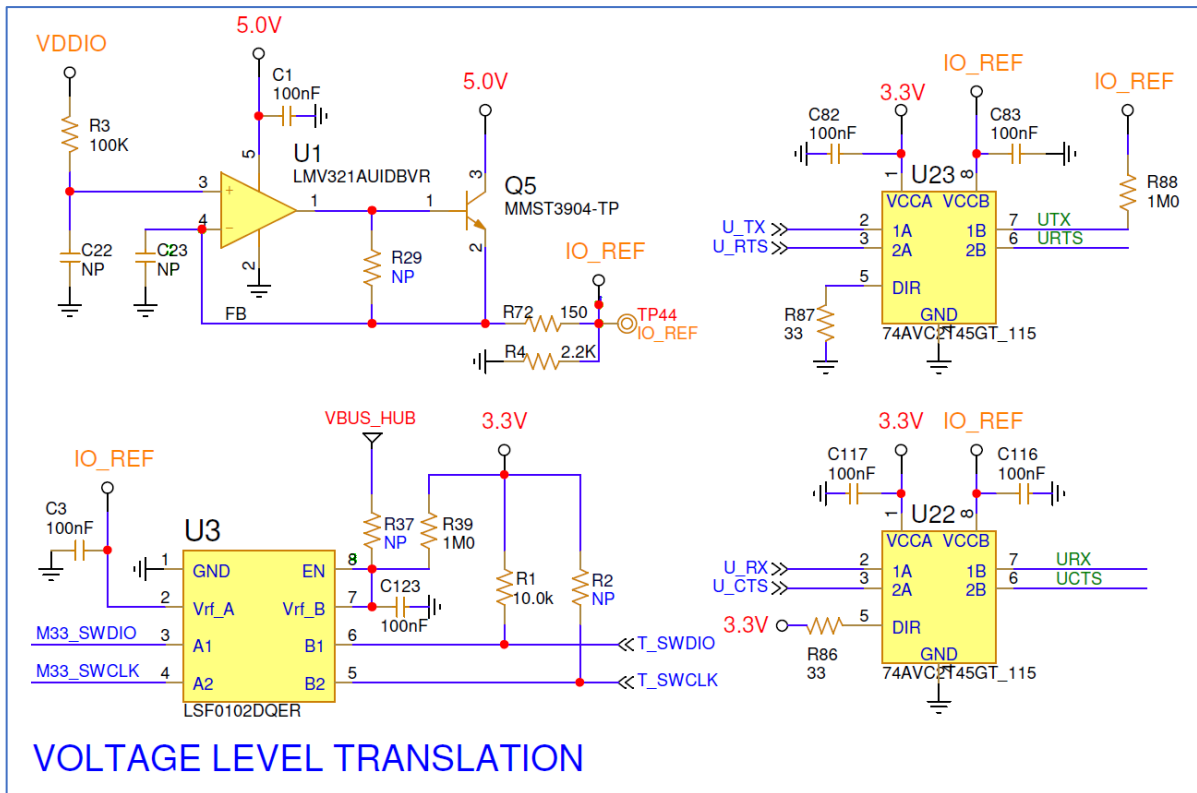 VDDIO
R3
100K
5.0V
C1
100nF
5
U1
LMV321AUIDBVR
3
+
4
−
1
2
C22
NP
C23
NP
5.0V
3
1
2
Q5
MMST3904-TP
R29
NP
FB
IO_REF
R72
150
TP44
IO_REF
R4
2.2K
3.3V
IO_REF
IO_REF
C82
100nF
C83
100nF
1
8
U23
R88
1M0
VCCA
VCCB
U_TX
2
1A
1B
7
UTX
U_RTS
3
2A
2B
6
URTS
5
DIR
R87
33
GND
4
74AVC2T45GT_115
IO_REF
C3
100nF
U3
VBUS_HUB
3.3V
R37
NP
R39
1M0
1
GND
EN
8
2
Vrf_A
Vrf_B
7
C123
100nF
R1
10.0k
R2
NP
M33_SWDIO
3
A1
B1
6
T_SWDIO
M33_SWCLK
4
A2
B2
5
T_SWCLK
LSF0102DQER
3.3V
IO_REF
C117
100nF
C116
100nF
1
8
U22
VCCA
VCCB
U_RX
2
1A
1B
7
URX
U_CTS
3
2A
2B
6
UCTS
3.3V
R86
33
5
DIR
GND
4
74AVC2T45GT_115
VOLTAGE LEVEL TRANSLATION